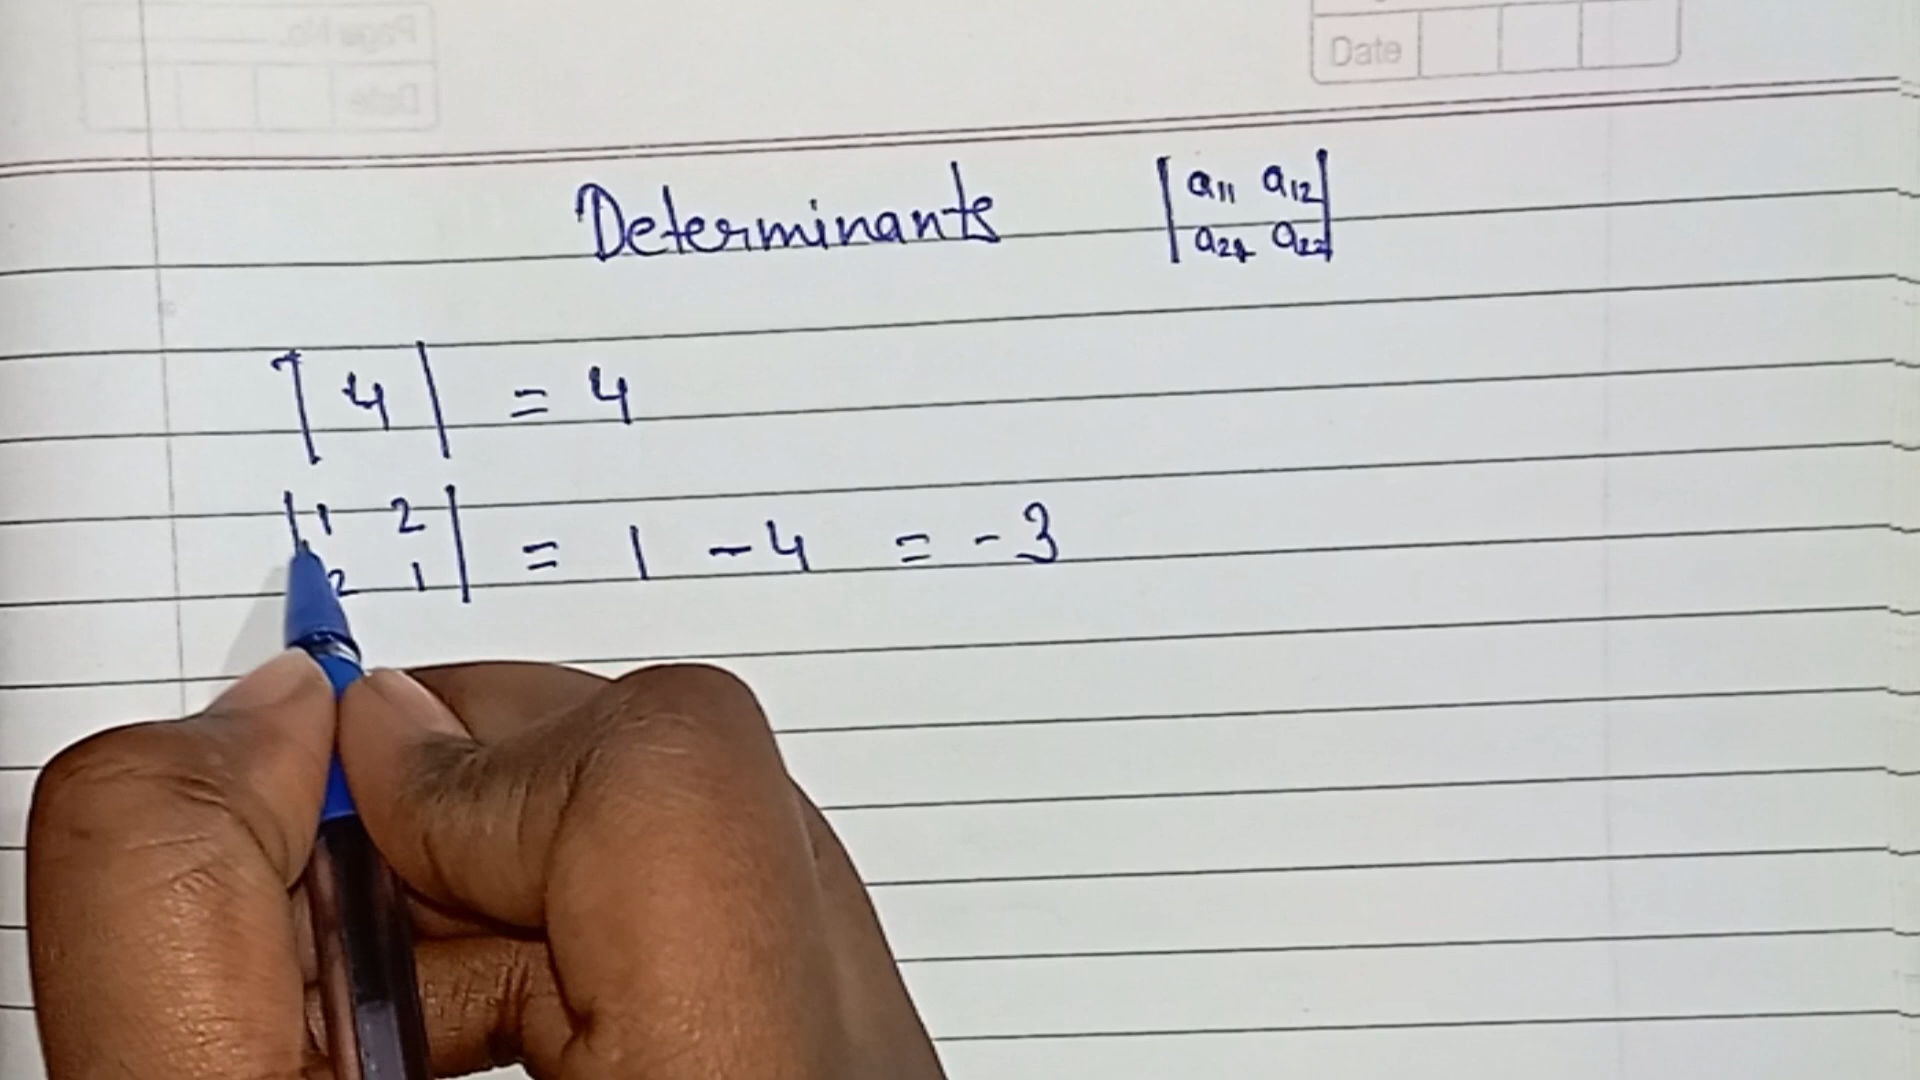 Date
Determinants |a11 a12|
|a21 a22|
|4| = 4
|1 2|
|2 1| = 1 - 4 = -3